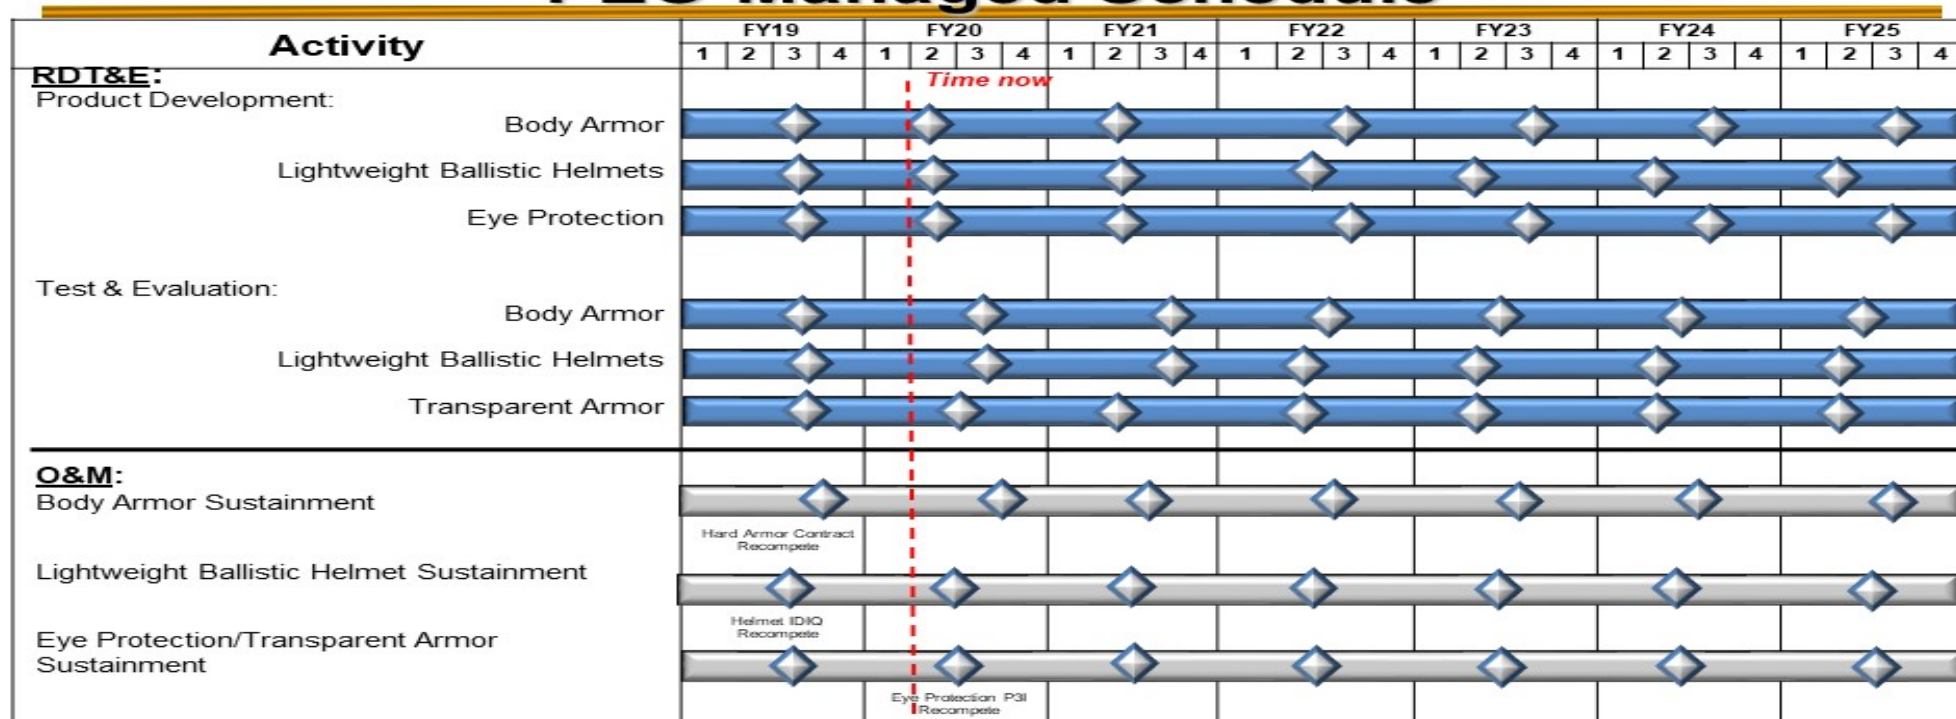 Managed Schedule
Activity
FY19 FY20 FY21 FY22 FY23 FY24 FY25
1 2 3 4 1 2 3 4 1 2 3 4 1 2 3 4 1 2 3 4 1 2 3 4 1 2 3 4
RDT&E:
Time now
Product Development:
Body Armor
Lightweight Ballistic Helmets
Eye Protection
Test & Evaluation:
Body Armor
Lightweight Ballistic Helmets
Transparent Armor
O&M:
Body Armor Sustainment
Hard Armor Contract
Recompete
Lightweight Ballistic Helmet Sustainment
Helmet IDIQ
Recompete
Eye Protection/Transparent Armor
Sustainment
Eye Protection P3I
Recompete